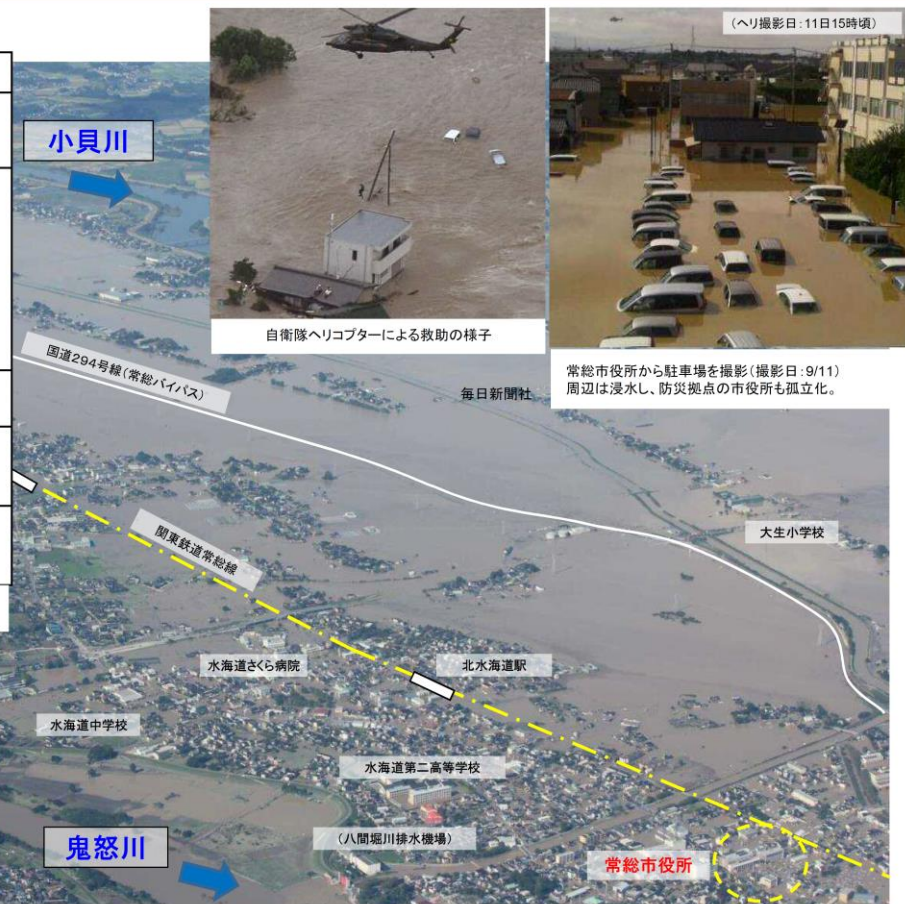 (ヘリ撮影日:11日15時頃)
小貝川
自衛隊ヘリコプターによる救助の様子
常総市役所から駐車場を撮影(撮影日:9/11)
周辺は浸水し、防災拠点の市役所も孤立化。
国道294号線(常総バイパス)
毎日新聞社
大生小学校
関東鉄道常総線
水海道さくら病院
北水海道駅
水海道中学校
水海道第二高等学校
(八間堀川排水機場)
鬼怒川
常総市役所